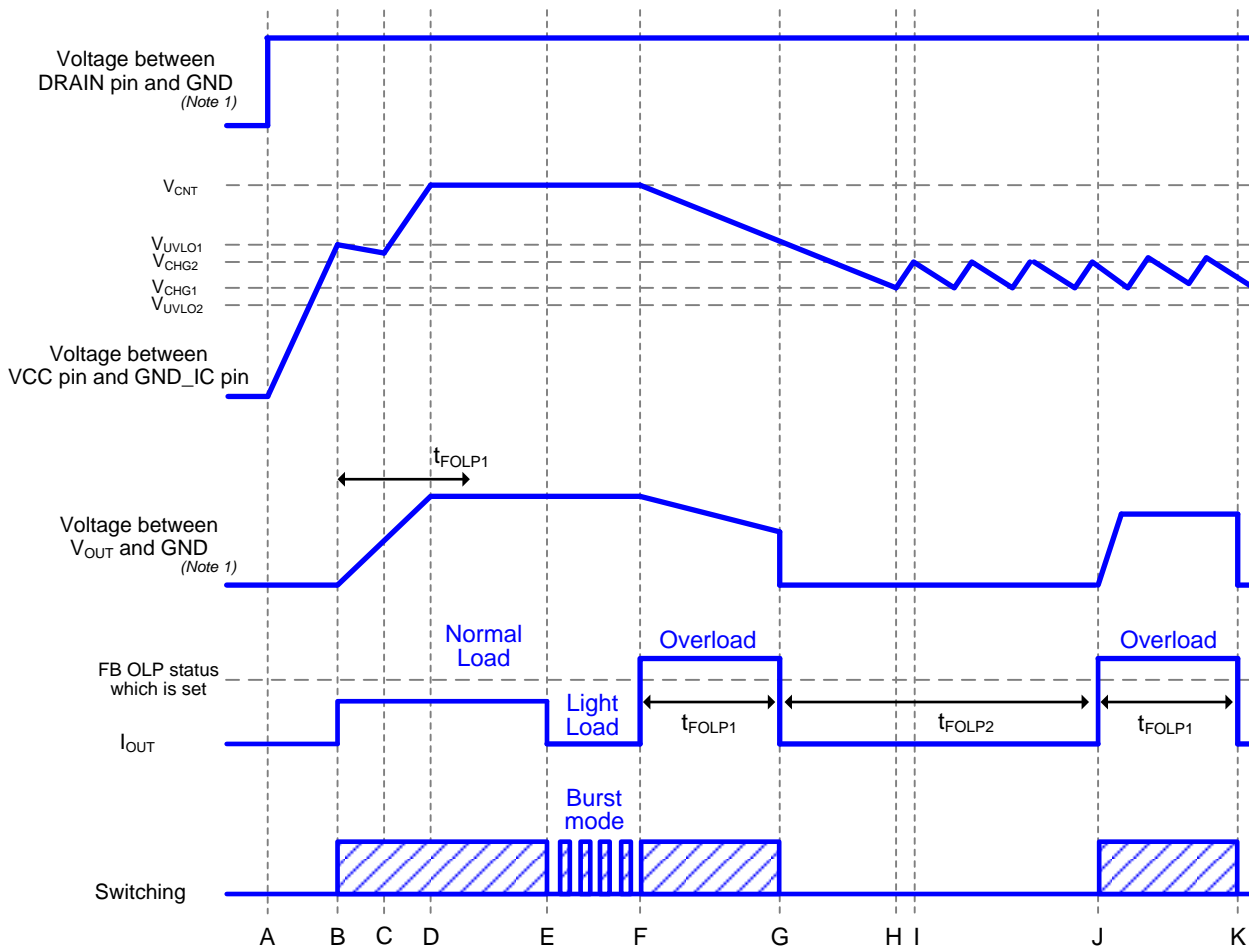 Voltage between
DRAIN pin and GND
(Note 1)
VCNT
VUVLO1
VCHG2
VCHG1
VUVLO2
Voltage between
VCC pin and GND_IC pin
tFOLP1
Voltage between
VOUT and GND
(Note 1)
Normal
Load
Overload
Overload
FB OLP status
which is set
Light
Load
tFOLP1
tFOLP2
tFOLP1
IOUT
Burst
mode
Switching
A B C D E F G H I J K